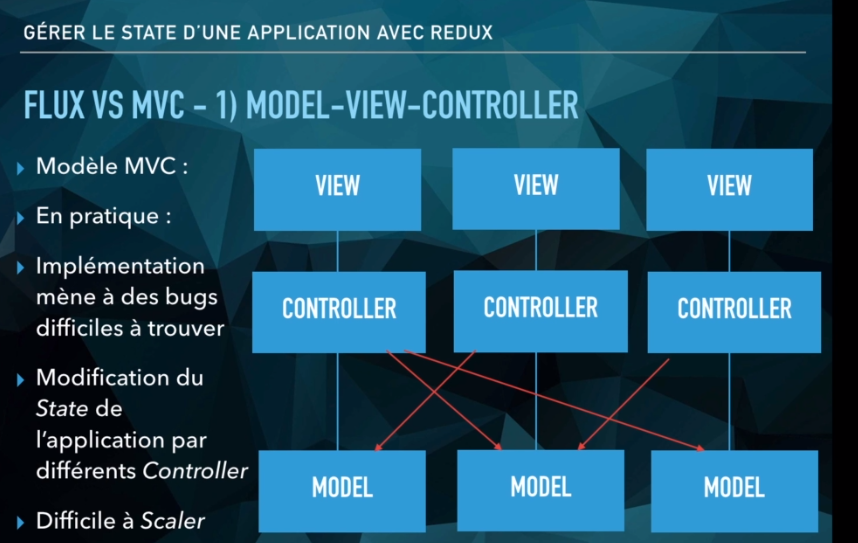 GÉRER LE STATE D'UNE APPLICATION AVEC REDUX
FLUX VS MVC - 1) MODEL-VIEW-CONTROLLER
Modèle MVC :
En pratique :
Implémentation
mène à des bugs
difficiles à trouver
Modification du
State de
l'application par
différents Controller
Difficile à Scaler
VIEW
VIEW
VIEW
CONTROLLER
CONTROLLER
CONTROLLER
MODEL
MODEL
MODEL